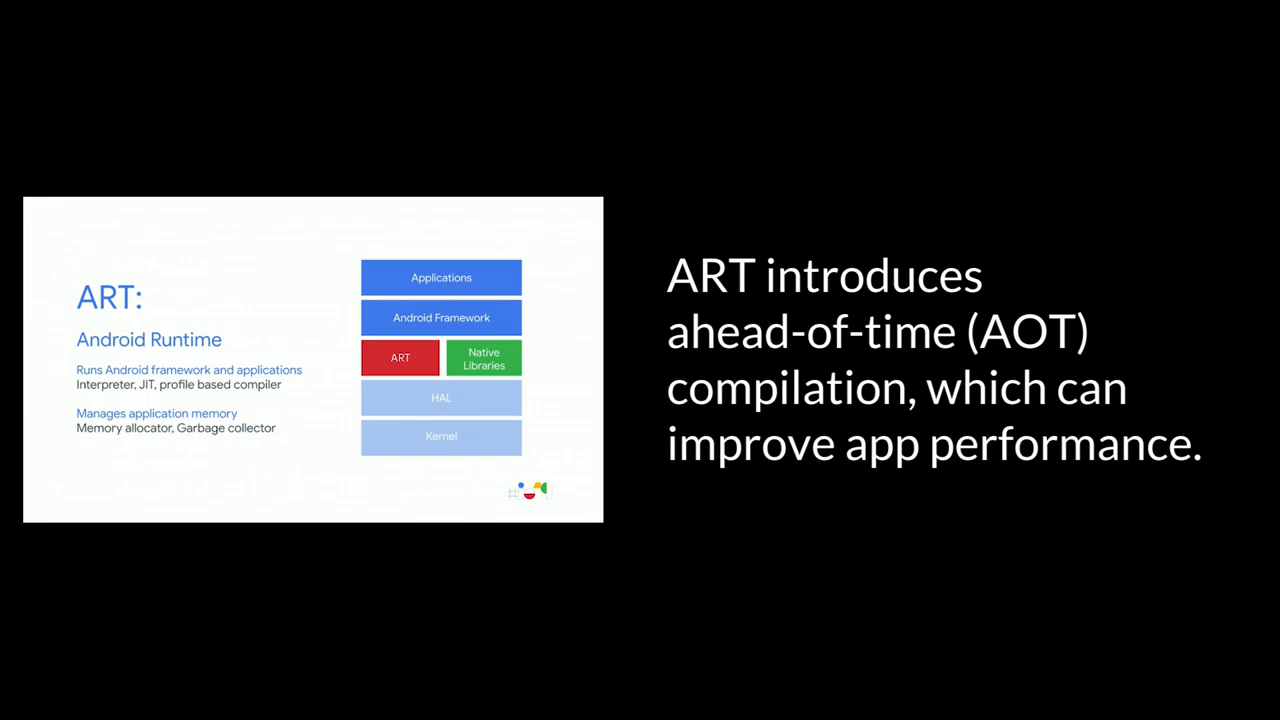 ART:
Android Runtime
Runs Android framework and applications
Interpreter, JIT, profile based compiler
Manages application memory
Memory allocator, Garbage collector
Applications
Android Framework
ART
Native
Libraries
HAL
Kernel
#
ART introduces
ahead-of-time (AOT)
compilation, which can
improve app performance.